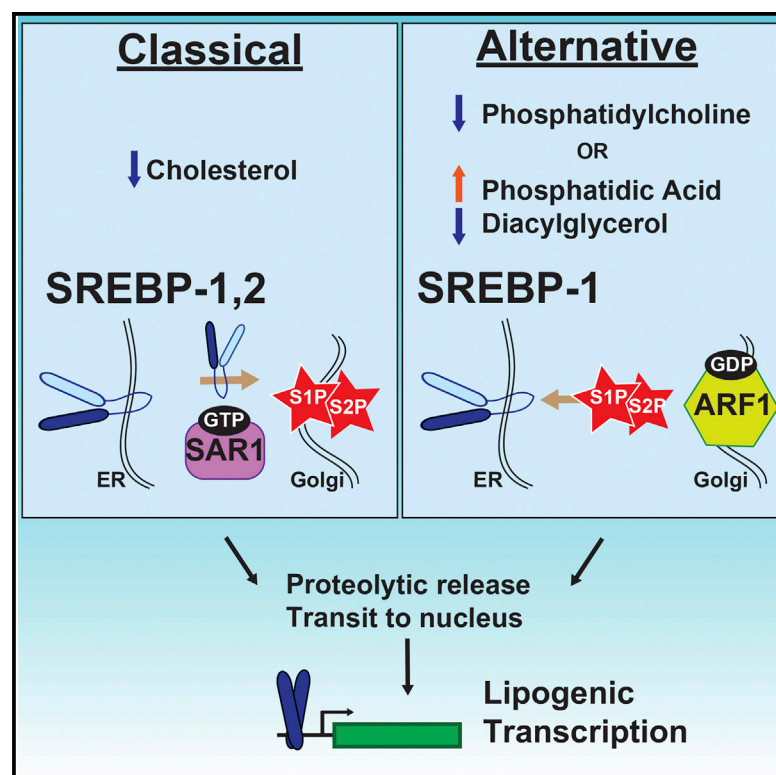 Classical
Cholesterol
SREBP-1,2
S1P
S2P
GTP
SAR1
ER
Golgi
Alternative
Phosphatidylcholine
OR
Phosphatidic Acid
Diacylglycerol
SREBP-1
GDP
S1P
S2P
ARF1
ER
Golgi
Proteolytic release
Transit to nucleus
Lipogenic
Transcription